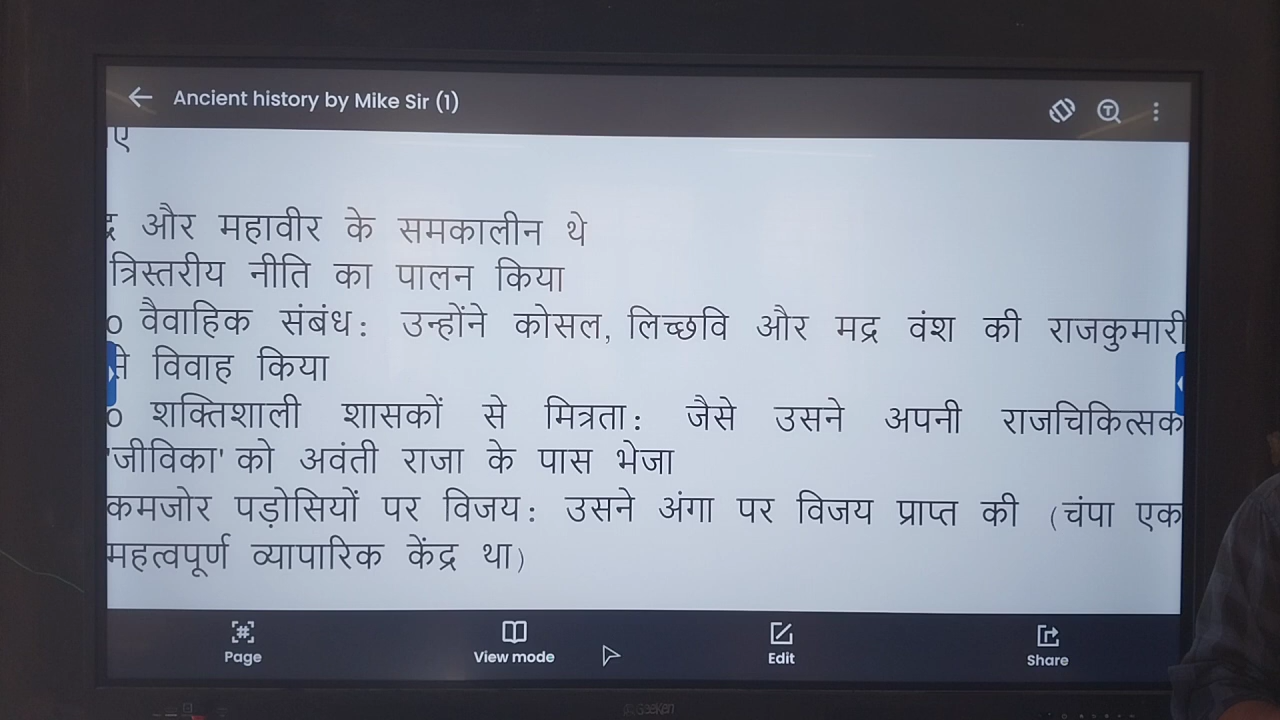 Ancient history by Mike Sir (1)
ए
और महावीर के समकालीन थे
त्रिस्तरीय नीति का पालन किया
o वैवाहिक संबंध: उन्होंने कोसल, लिच्छवि और मद्र वंश की राजकुमारी
से विवाह किया
o शक्तिशाली शासकों से मित्रता: जैसे उसने अपनी राजचिकित्सक
'जीविका' को अवंती राजा के पास भेजा
कमजोर पड़ोसियों पर विजय: उसने अंगा पर विजय प्राप्त की (चंपा एक
महत्वपूर्ण व्यापारिक केंद्र था)
Page View mode Edit Share